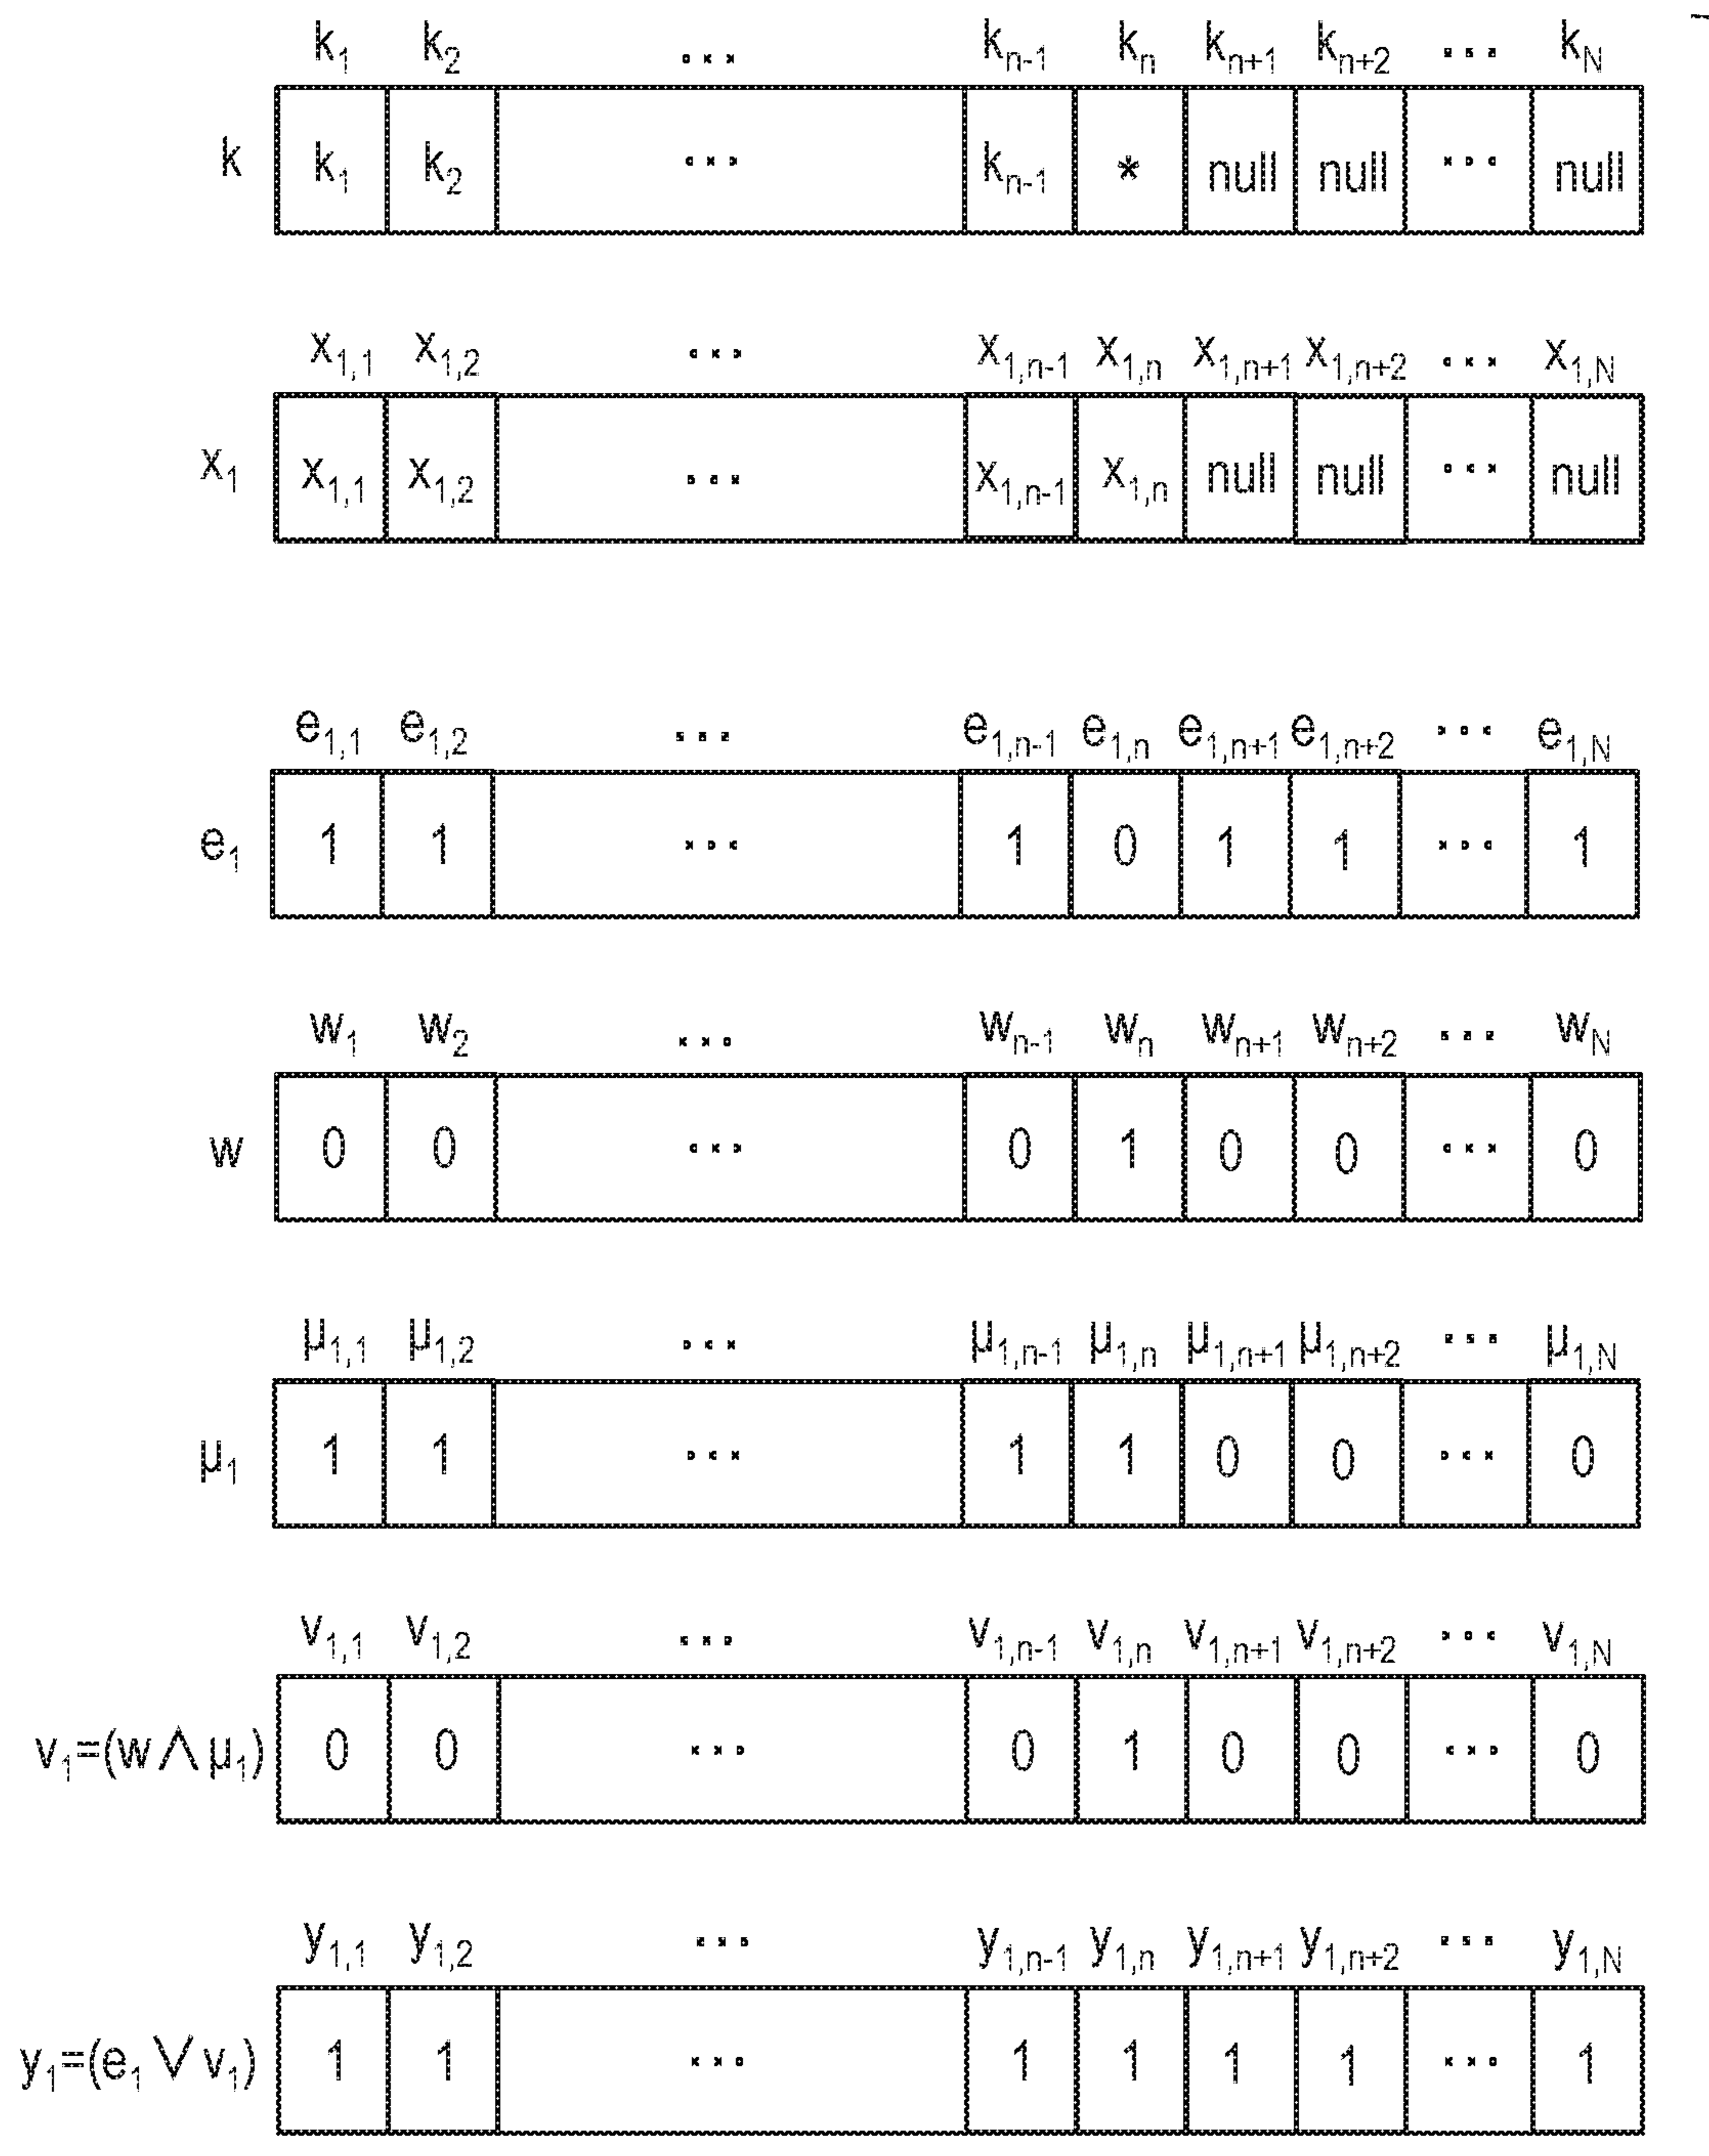 k₁ k₂ ... kₙ₋₁ kₙ kₙ₊₁ kₙ₊₂ ... k_N
k k₁ k₂ ... kₙ₋₁ * null null ... null
x₁,₁ x₁,₂ ... x₁,ₙ₋₁ x₁,ₙ x₁,ₙ₊₁ x₁,ₙ₊₂ ... x₁,_N
x₁ x₁,₁ x₁,₂ ... x₁,ₙ₋₁ x₁,ₙ null null ... null
e₁,₁ e₁,₂ ... e₁,ₙ₋₁ e₁,ₙ e₁,ₙ₊₁ e₁,ₙ₊₂ ... e₁,_N
e₁ 1 1 ... 1 0 1 1 ... 1
w₁ w₂ ... wₙ₋₁ wₙ wₙ₊₁ wₙ₊₂ ... w_N
w 0 0 ... 0 1 0 0 ... 0
μ₁,₁ μ₁,₂ ... μ₁,ₙ₋₁ μ₁,ₙ μ₁,ₙ₊₁ μ₁,ₙ₊₂ ... μ₁,_N
μ₁ 1 1 ... 1 1 0 0 ... 0
v₁,₁ v₁,₂ ... v₁,ₙ₋₁ v₁,ₙ v₁,ₙ₊₁ v₁,ₙ₊₂ ... v₁,_N
v₁=(w∧μ₁) 0 0 ... 0 1 0 0 ... 0
y₁,₁ y₁,₂ ... y₁,ₙ₋₁ y₁,ₙ y₁,ₙ₊₁ y₁,ₙ₊₂ ... y₁,_N
y₁=(e₁∨v₁) 1 1 ... 1 1 1 1 ... 1